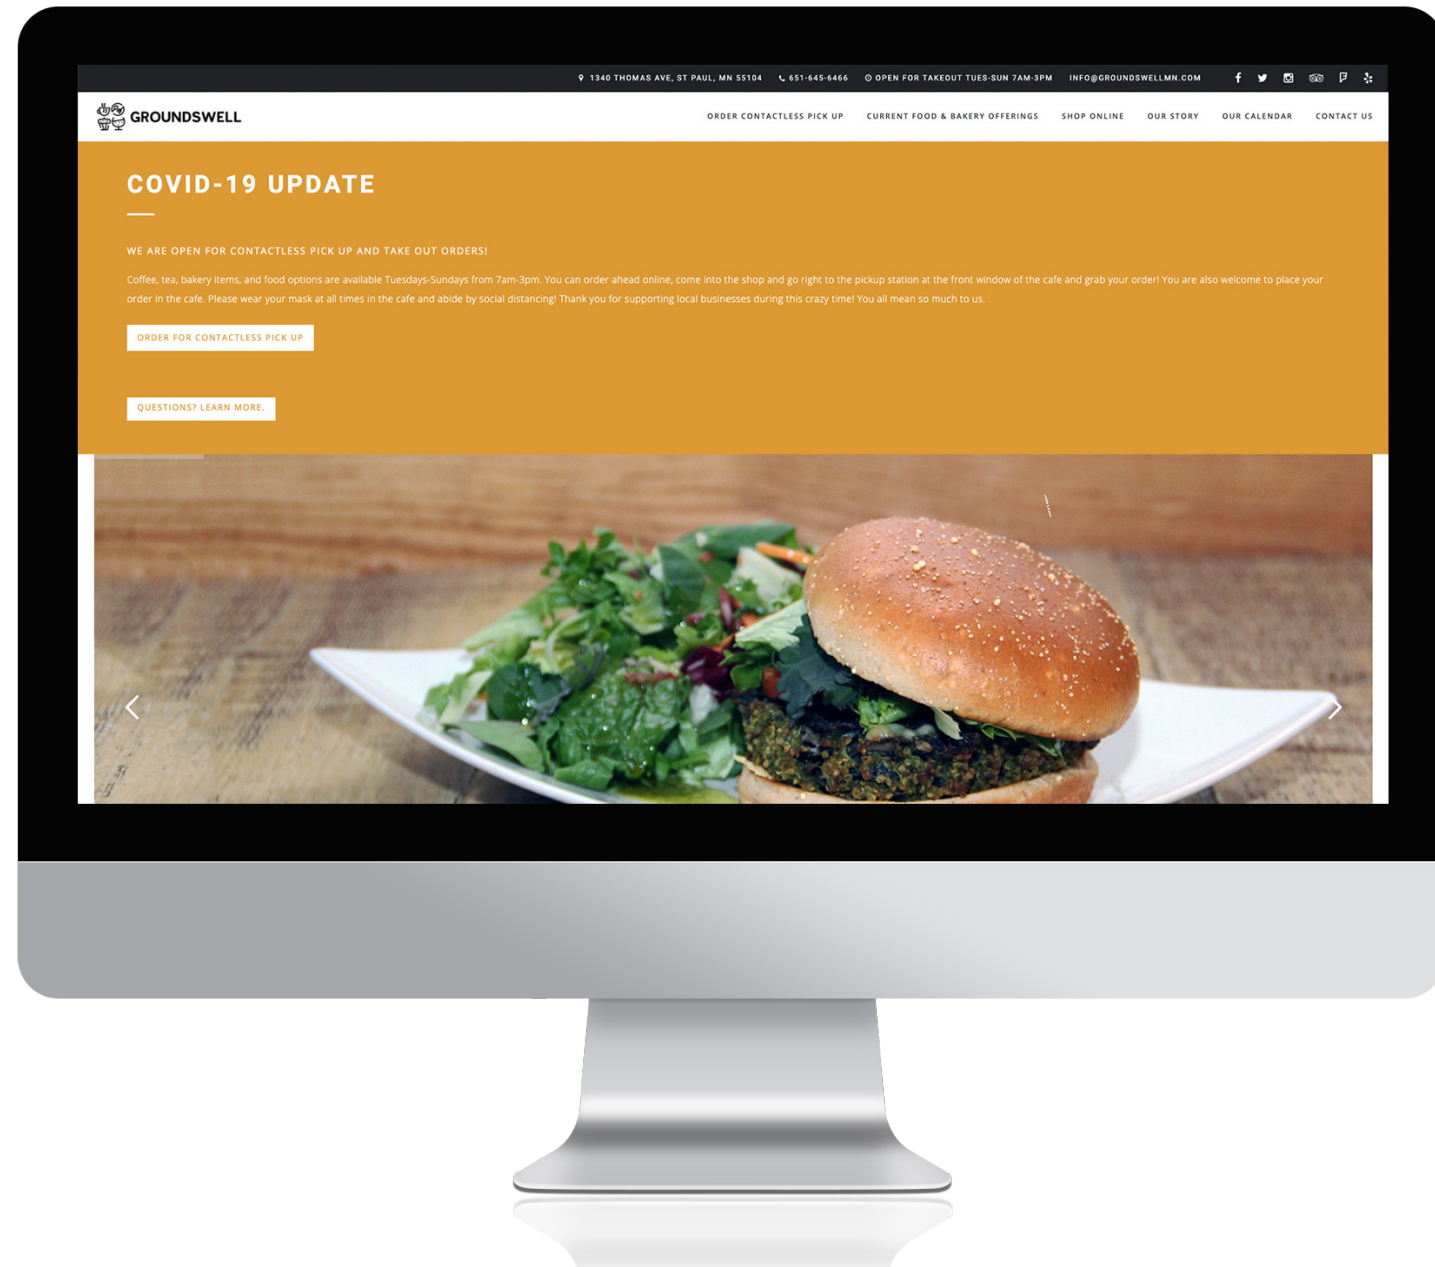 1340 THOMAS AVE, ST PAUL, MN 55104 651-645-6466 OPEN FOR TAKEOUT TUES-SUN 7AM-3PM INFO@GROUNDSWELLMN.COM
GROUNDSWELL
ORDER CONTACTLESS PICK UP CURRENT FOOD & BAKERY OFFERINGS SHOP ONLINE OUR STORY OUR CALENDAR CONTACT US
COVID-19 UPDATE
WE ARE OPEN FOR CONTACTLESS PICK UP AND TAKE OUT ORDERS!
Coffee, tea, bakery items, and food options are available Tuesdays-Sundays from 7am-3pm. You can order ahead online, come into the shop and go right to the pickup station at the front window of the cafe and grab your order! You are also welcome to place your
order in the cafe. Please wear your mask at all times in the cafe and abide by social distancing! Thank you for supporting local businesses during this crazy time! You all mean so much to us.
ORDER FOR CONTACTLESS PICK UP
QUESTIONS? LEARN MORE.